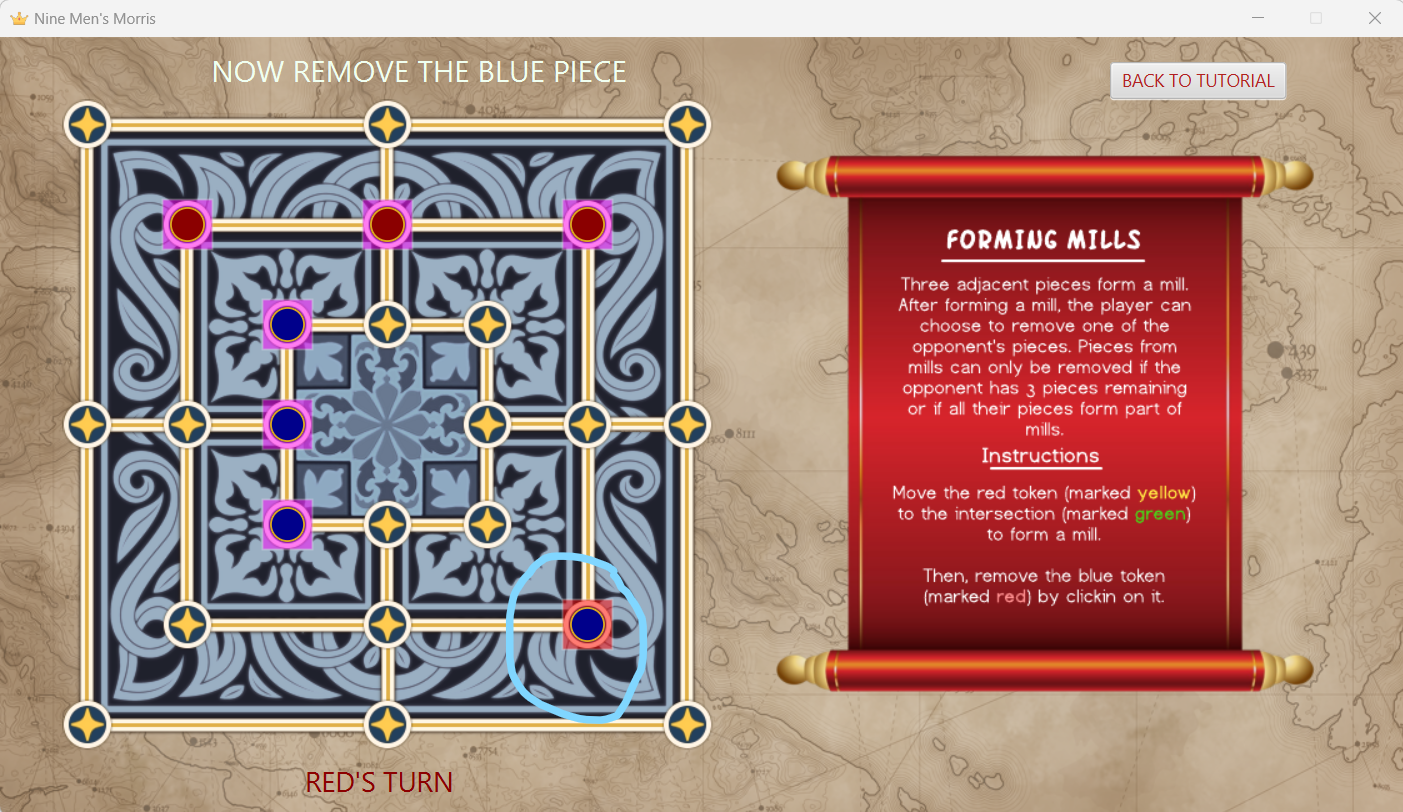 Nine Men's Morris
NOW REMOVE THE BLUE PIECE
BACK TO TUTORIAL
FORMING MILLS
Three adjacent pieces form a mill.
After forming a mill, the player can
choose to remove one of the
opponent's pieces. Pieces from
mills can only be removed if the
opponent has 3 pieces remaining
or if all their pieces form part of
mills.
Instructions
Move the red token (marked yellow)
to the intersection (marked green)
to form a mill.
Then, remove the blue token
(marked red) by clickin on it.
RED'S TURN